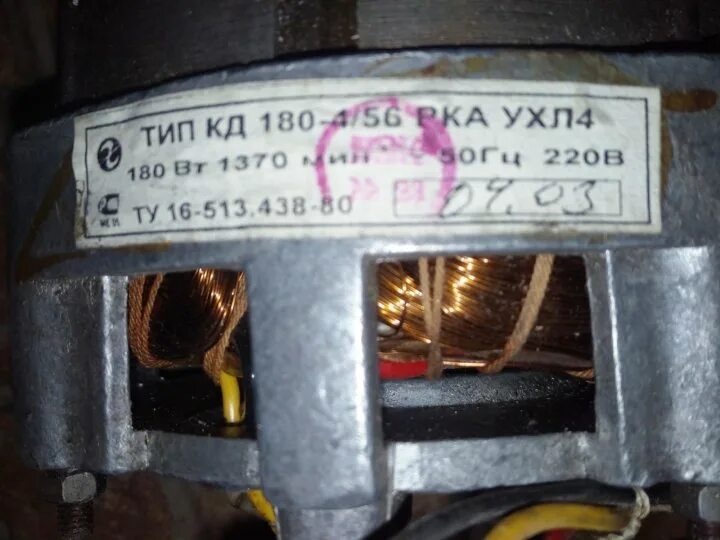 ТИП КД 180-4/56 РКА УХЛ4
180 Вт 1370 мин 50Гц 220В
ТУ 16-513.438-80 09.03